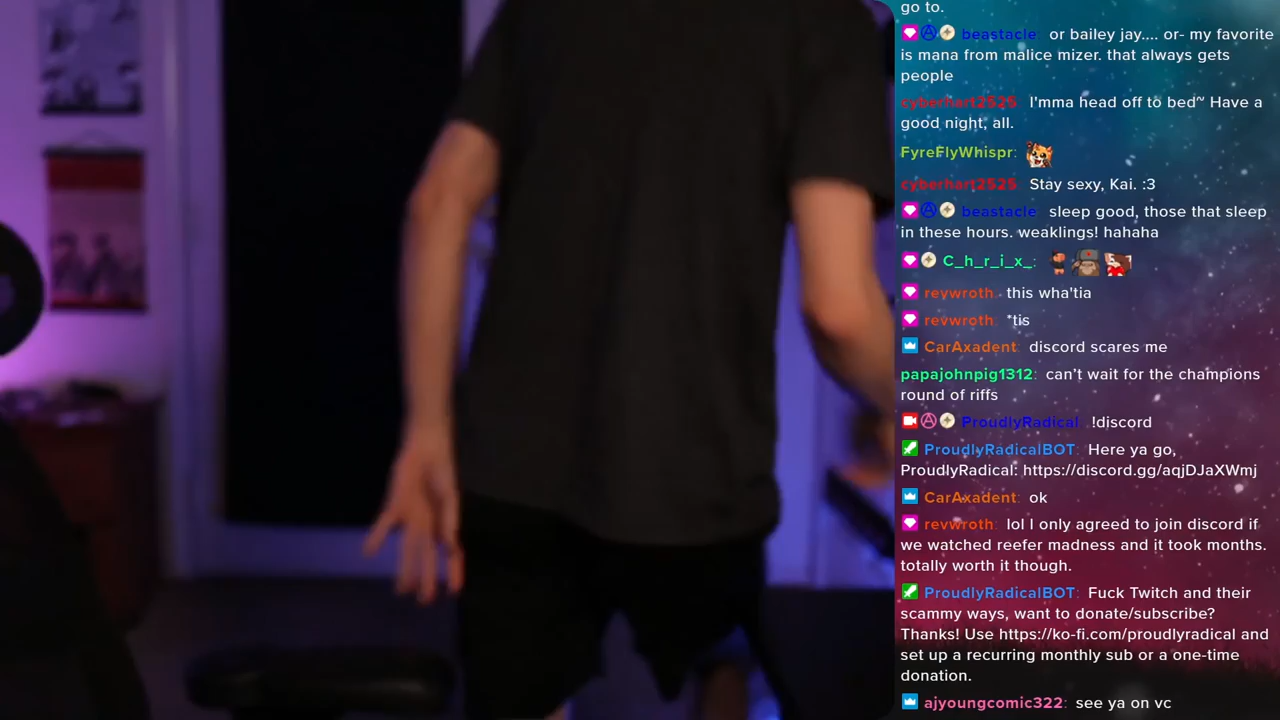 go to.
beastacle: or bailey jay.... or- my favorite
is mana from malice mizer. that always gets
people
cyberhart2525: I'mma head off to bed~ Have a
good night, all.
FyreFlyWhispr:
cyberhart2525: Stay sexy, Kai. :3
beastacle: sleep good, those that sleep
in these hours. weaklings! hahaha
C_h_r_i_x_:
revwroth: this wha'tia
revwroth: *tis
CarAxadent: discord scares me
papajohnpig1312: can't wait for the champions
round of riffs
ProudlyRadical: !discord
ProudlyRadicalBOT: Here ya go,
ProudlyRadical: https://discord.gg/aqjDJaXWmj
CarAxadent: ok
revwroth: lol I only agreed to join discord if
we watched reefer madness and it took months.
totally worth it though.
ProudlyRadicalBOT: Fuck Twitch and their
scammy ways, want to donate/subscribe?
Thanks! Use https://ko-fi.com/proudlyradical and
set up a recurring monthly sub or a one-time
donation.
ajyoungcomic322: see ya on vc